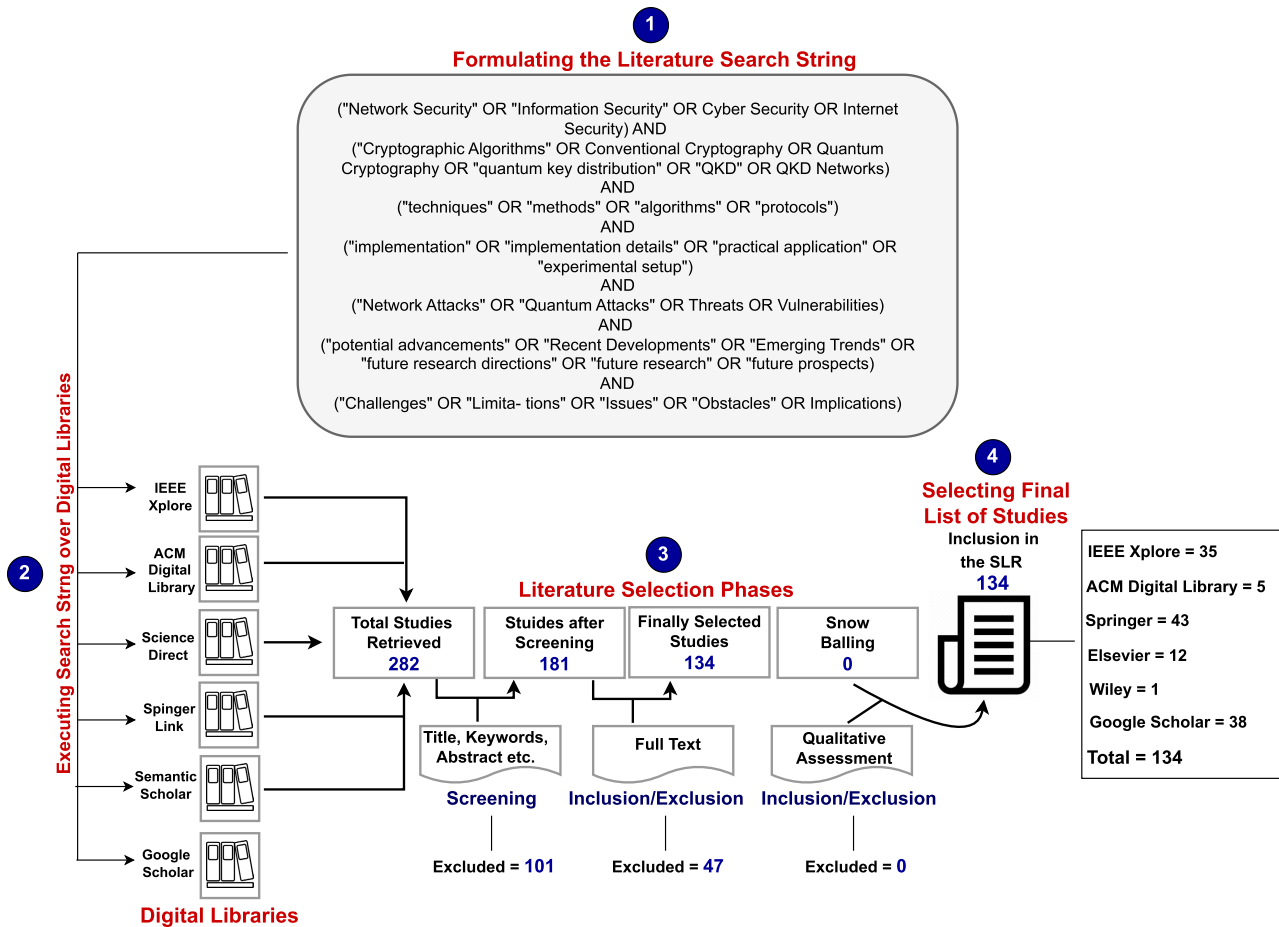 1
Formulating the Literature Search String
("Network Security" OR "Information Security" OR Cyber Security OR Internet
Security) AND
("Cryptographic Algorithms" OR Conventional Cryptography OR Quantum
Cryptography OR "quantum key distribution" OR "QKD" OR QKD Networks)
AND
("techniques" OR "methods" OR "algorithms" OR "protocols")
AND
("implementation" OR "implementation details" OR "practical application" OR
"experimental setup")
AND
("Network Attacks" OR "Quantum Attacks" OR Threats OR Vulnerabilities)
AND
("potential advancements" OR "Recent Developments" OR "Emerging Trends" OR
"future research directions" OR "future research" OR "future prospects)
AND
("Challenges" OR "Limita- tions" OR "Issues" OR "Obstacles" OR Implications)
2
Executing Search Strng over Digital Libraries
IEEE
Xplore
ACM
Digital
Library
Science
Direct
Spinger
Link
Semantic
Scholar
Google
Scholar
Digital Libraries
3
Literature Selection Phases
Total Studies
Retrieved
282
Stuides after
Screening
181
Finally Selected
Studies
134
Snow
Balling
0
Title, Keywords,
Abstract etc.
Full Text
Qualitative
Assessment
Screening
Inclusion/Exclusion
Inclusion/Exclusion
Excluded = 101
Excluded = 47
Excluded = 0
4
Selecting Final
List of Studies
Inclusion in
the SLR
134
IEEE Xplore = 35
ACM Digital Library = 5
Springer = 43
Elsevier = 12
Wiley = 1
Google Scholar = 38
Total = 134